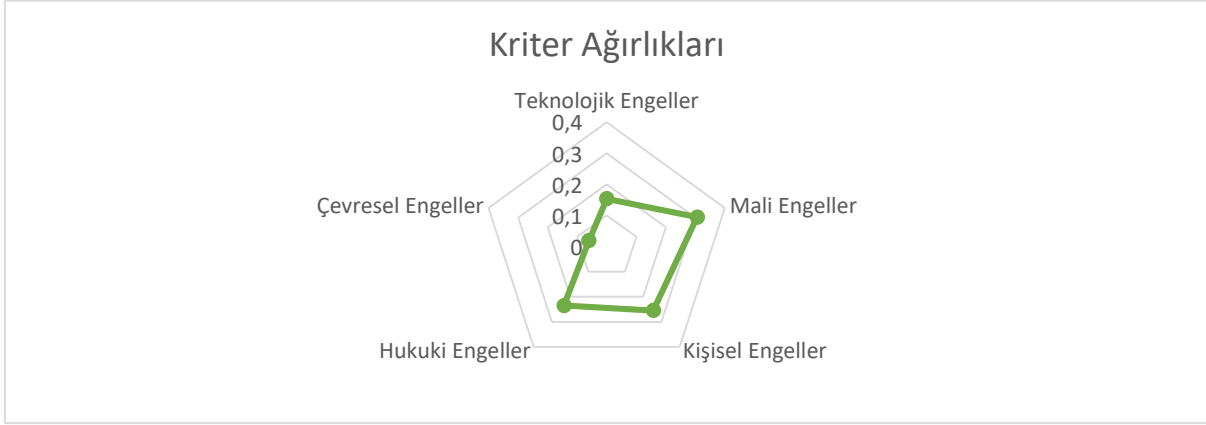 Kriter Ağırlıkları
Teknolojik Engeller
0,4
0,3
0,2
0,1
0
Çevresel Engeller
Mali Engeller
Hukuki Engeller
Kişisel Engeller